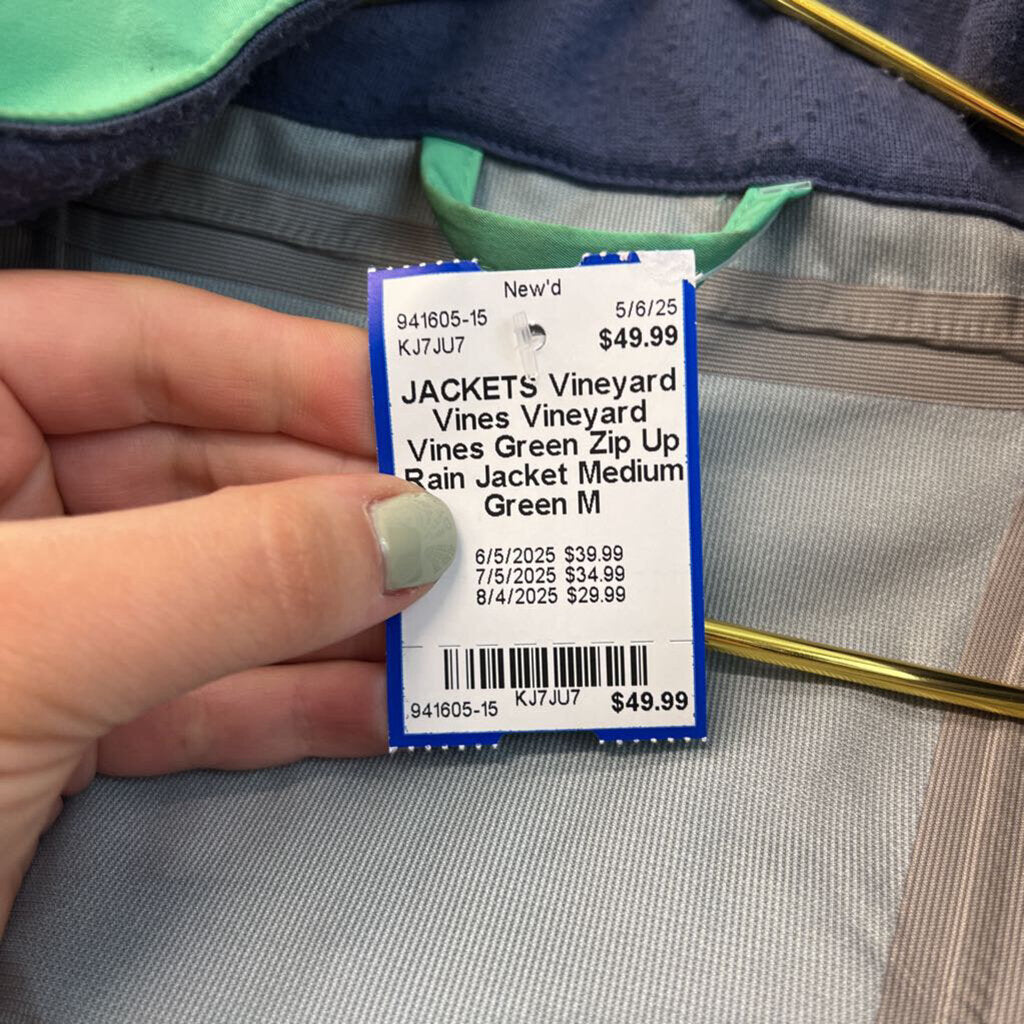 New'd
941605-15 5/6/25
KJ7JU7 $49.99
JACKETS Vineyard
Vines Vineyard
Vines Green Zip Up
Rain Jacket Medium
Green M
6/5/2025 $39.99
7/5/2025 $34.99
8/4/2025 $29.99
941605-15 KJ7JU7 $49.99